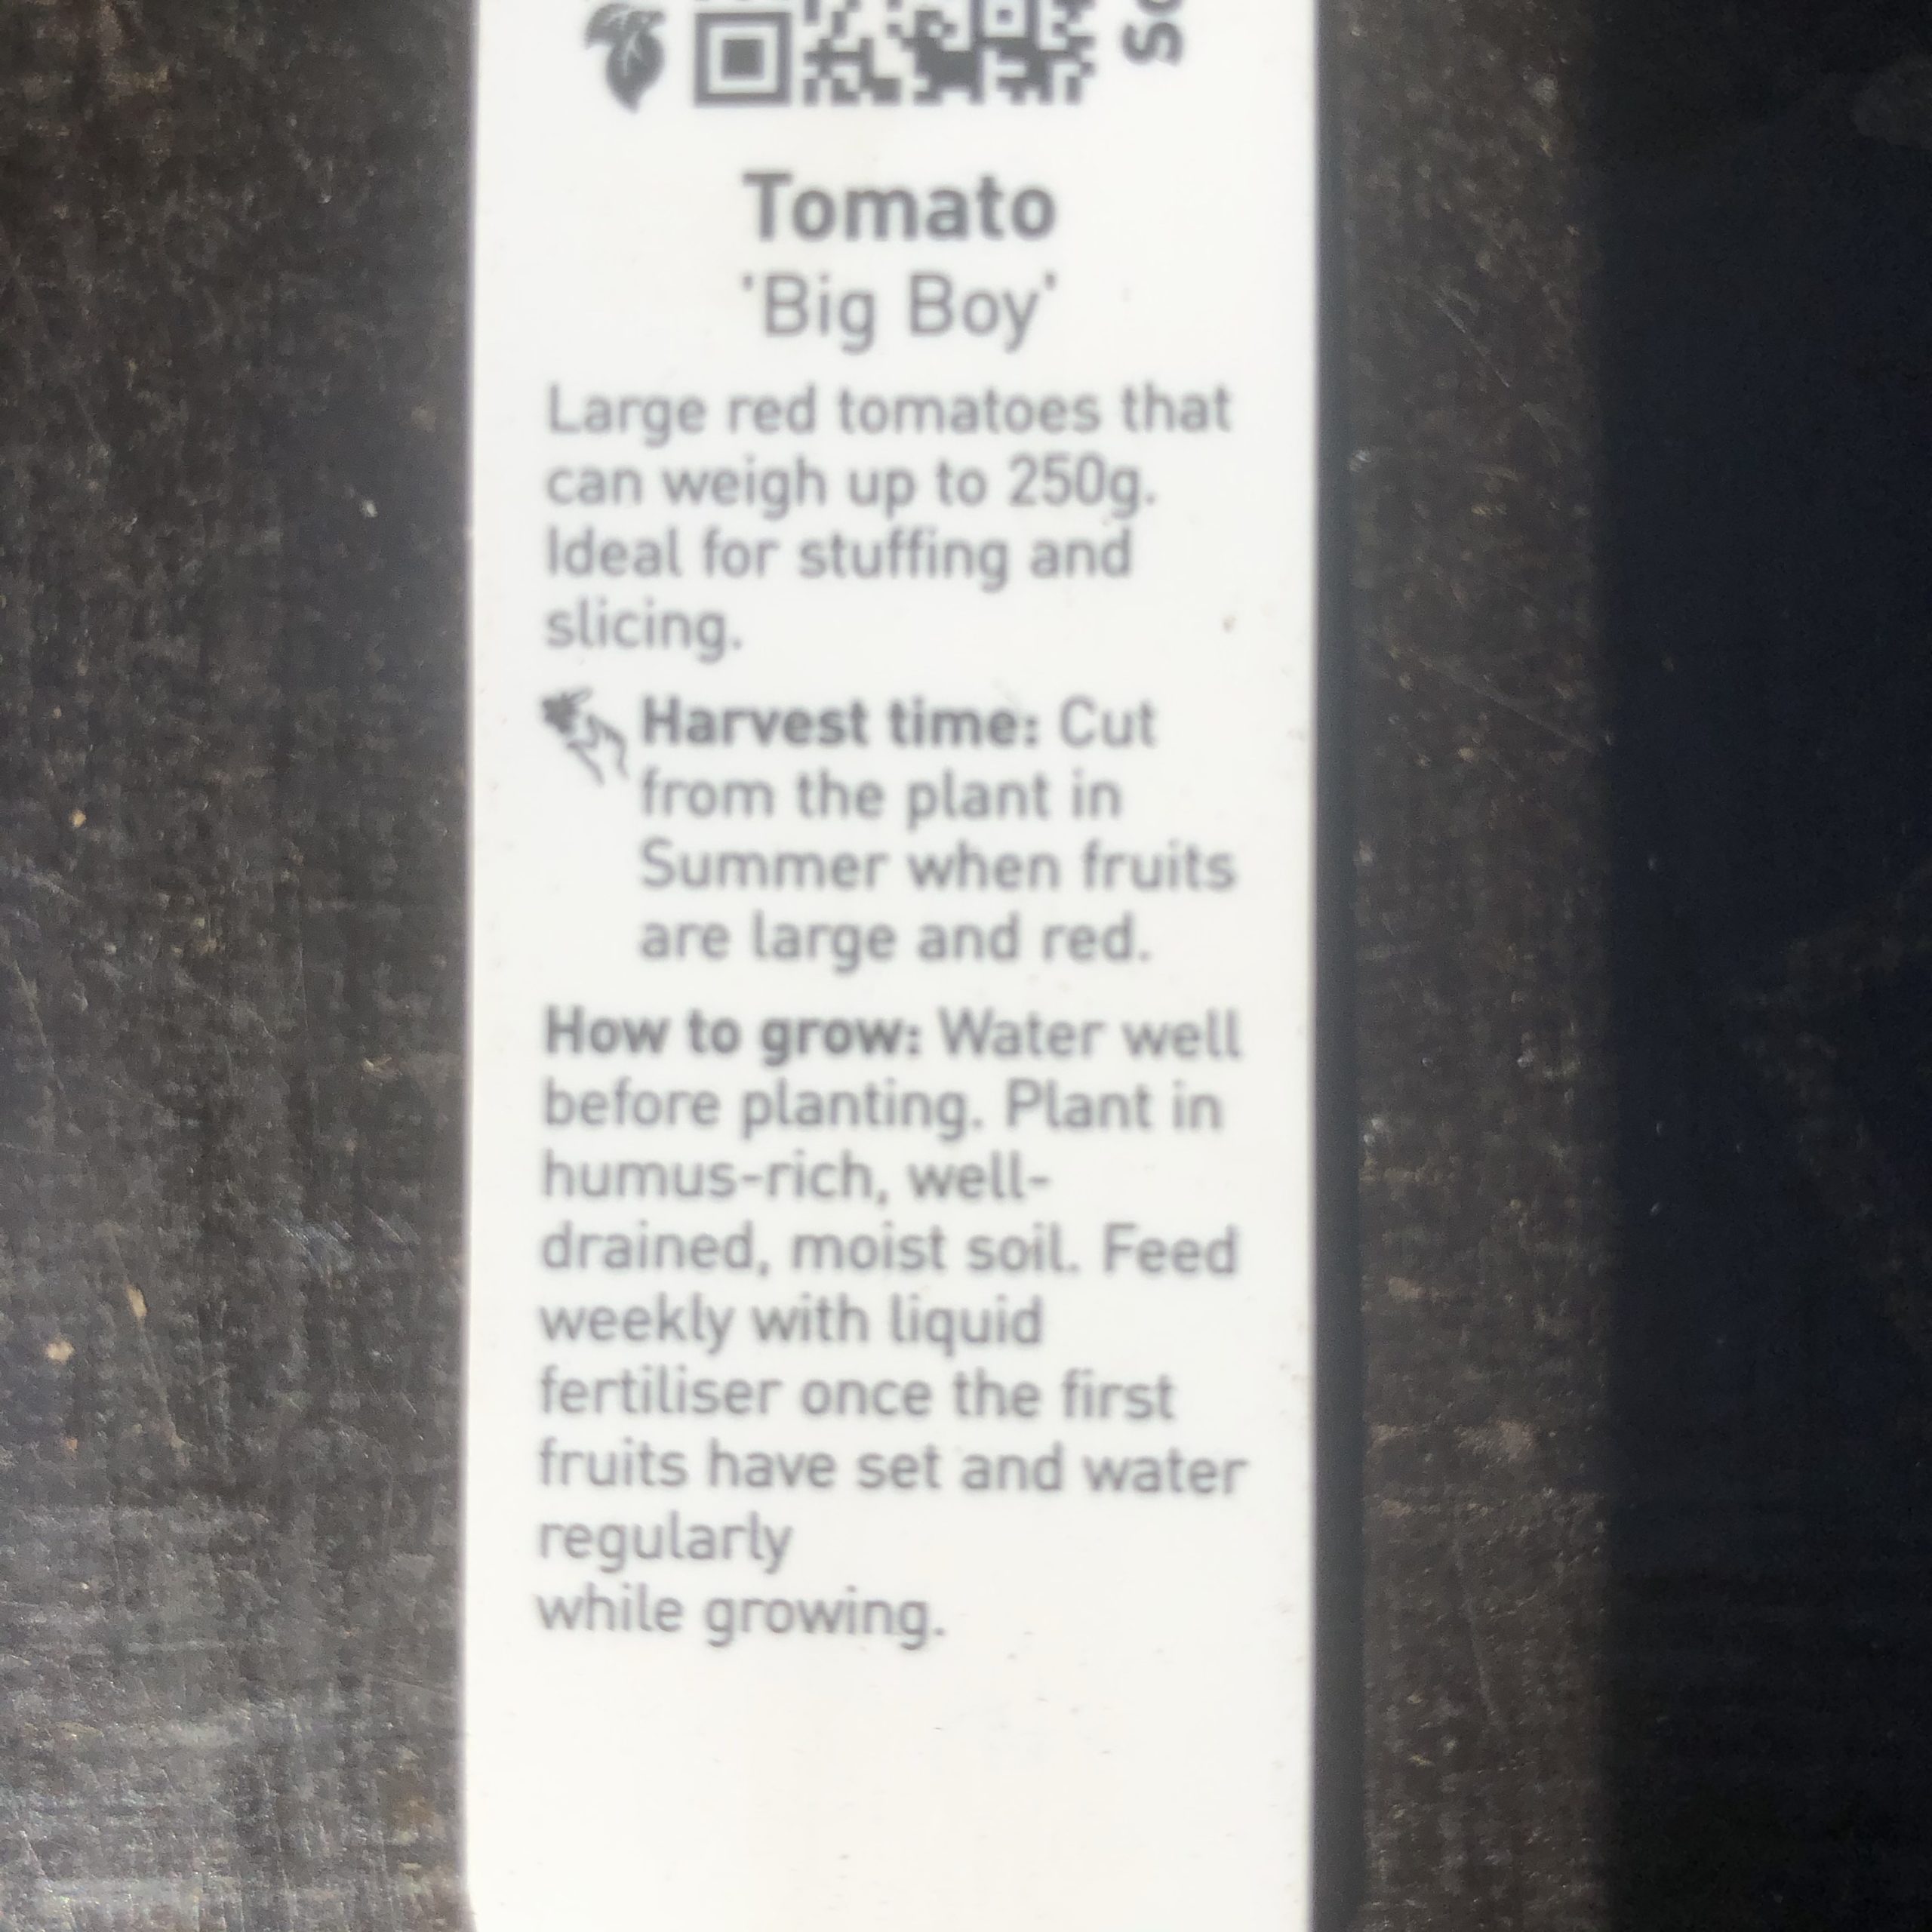 Tomato
'Big Boy'
Large red tomatoes that
can weigh up to 250g.
Ideal for stuffing and
slicing.
Harvest time: Cut
from the plant in
Summer when fruits
are large and red.
How to grow: Water well
before planting. Plant in
humus-rich, well-
drained, moist soil. Feed
weekly with liquid
fertiliser once the first
fruits have set and water
regularly
while growing.